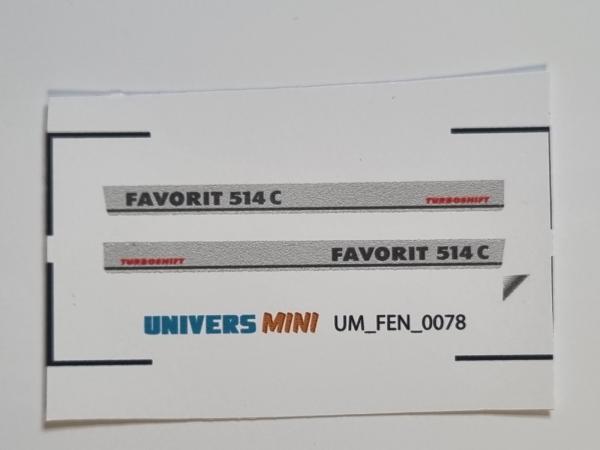 FAVORIT 514 C TURBOSHIFT
TURBOSHIFT FAVORIT 514 C
UNIVERS MINI UM_FEN_0078